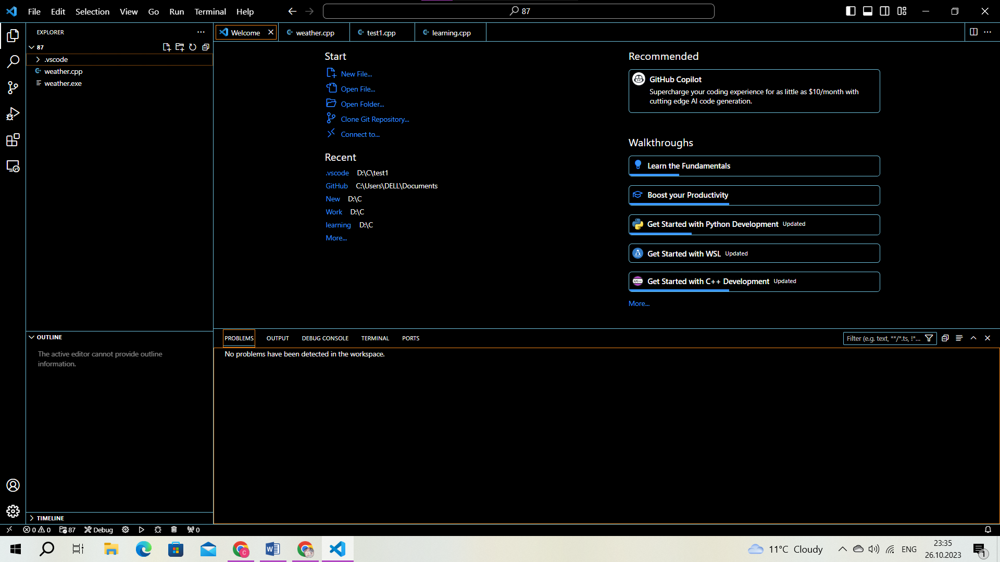 File Edit Selection View Go Run Terminal Help
87
EXPLORER
87
.vscode
weather.cpp
weather.exe
OUTLINE
The active editor cannot provide outline
information.
TIMELINE
Welcome
weather.cpp
test1.cpp
learning.cpp
Start
New File...
Open File...
Open Folder...
Clone Git Repository...
Connect to...
Recent
.vscode D:\C\test1
GitHub C:\Users\DELL\Documents
New D:\C
Work D:\C
learning D:\C
More...
Recommended
GitHub Copilot
Supercharge your coding experience for as little as $10/month with
cutting edge AI code generation.
Walkthroughs
Learn the Fundamentals
Boost your Productivity
Get Started with Python Development Updated
Get Started with WSL Updated
Get Started with C++ Development Updated
More...
PROBLEMS OUTPUT DEBUG CONSOLE TERMINAL PORTS
Filter (e.g. text, **/*.ts, !*...
No problems have been detected in the workspace.
0 0 87 Debug 0
11°C Cloudy
ENG
23:35
26.10.2023
1